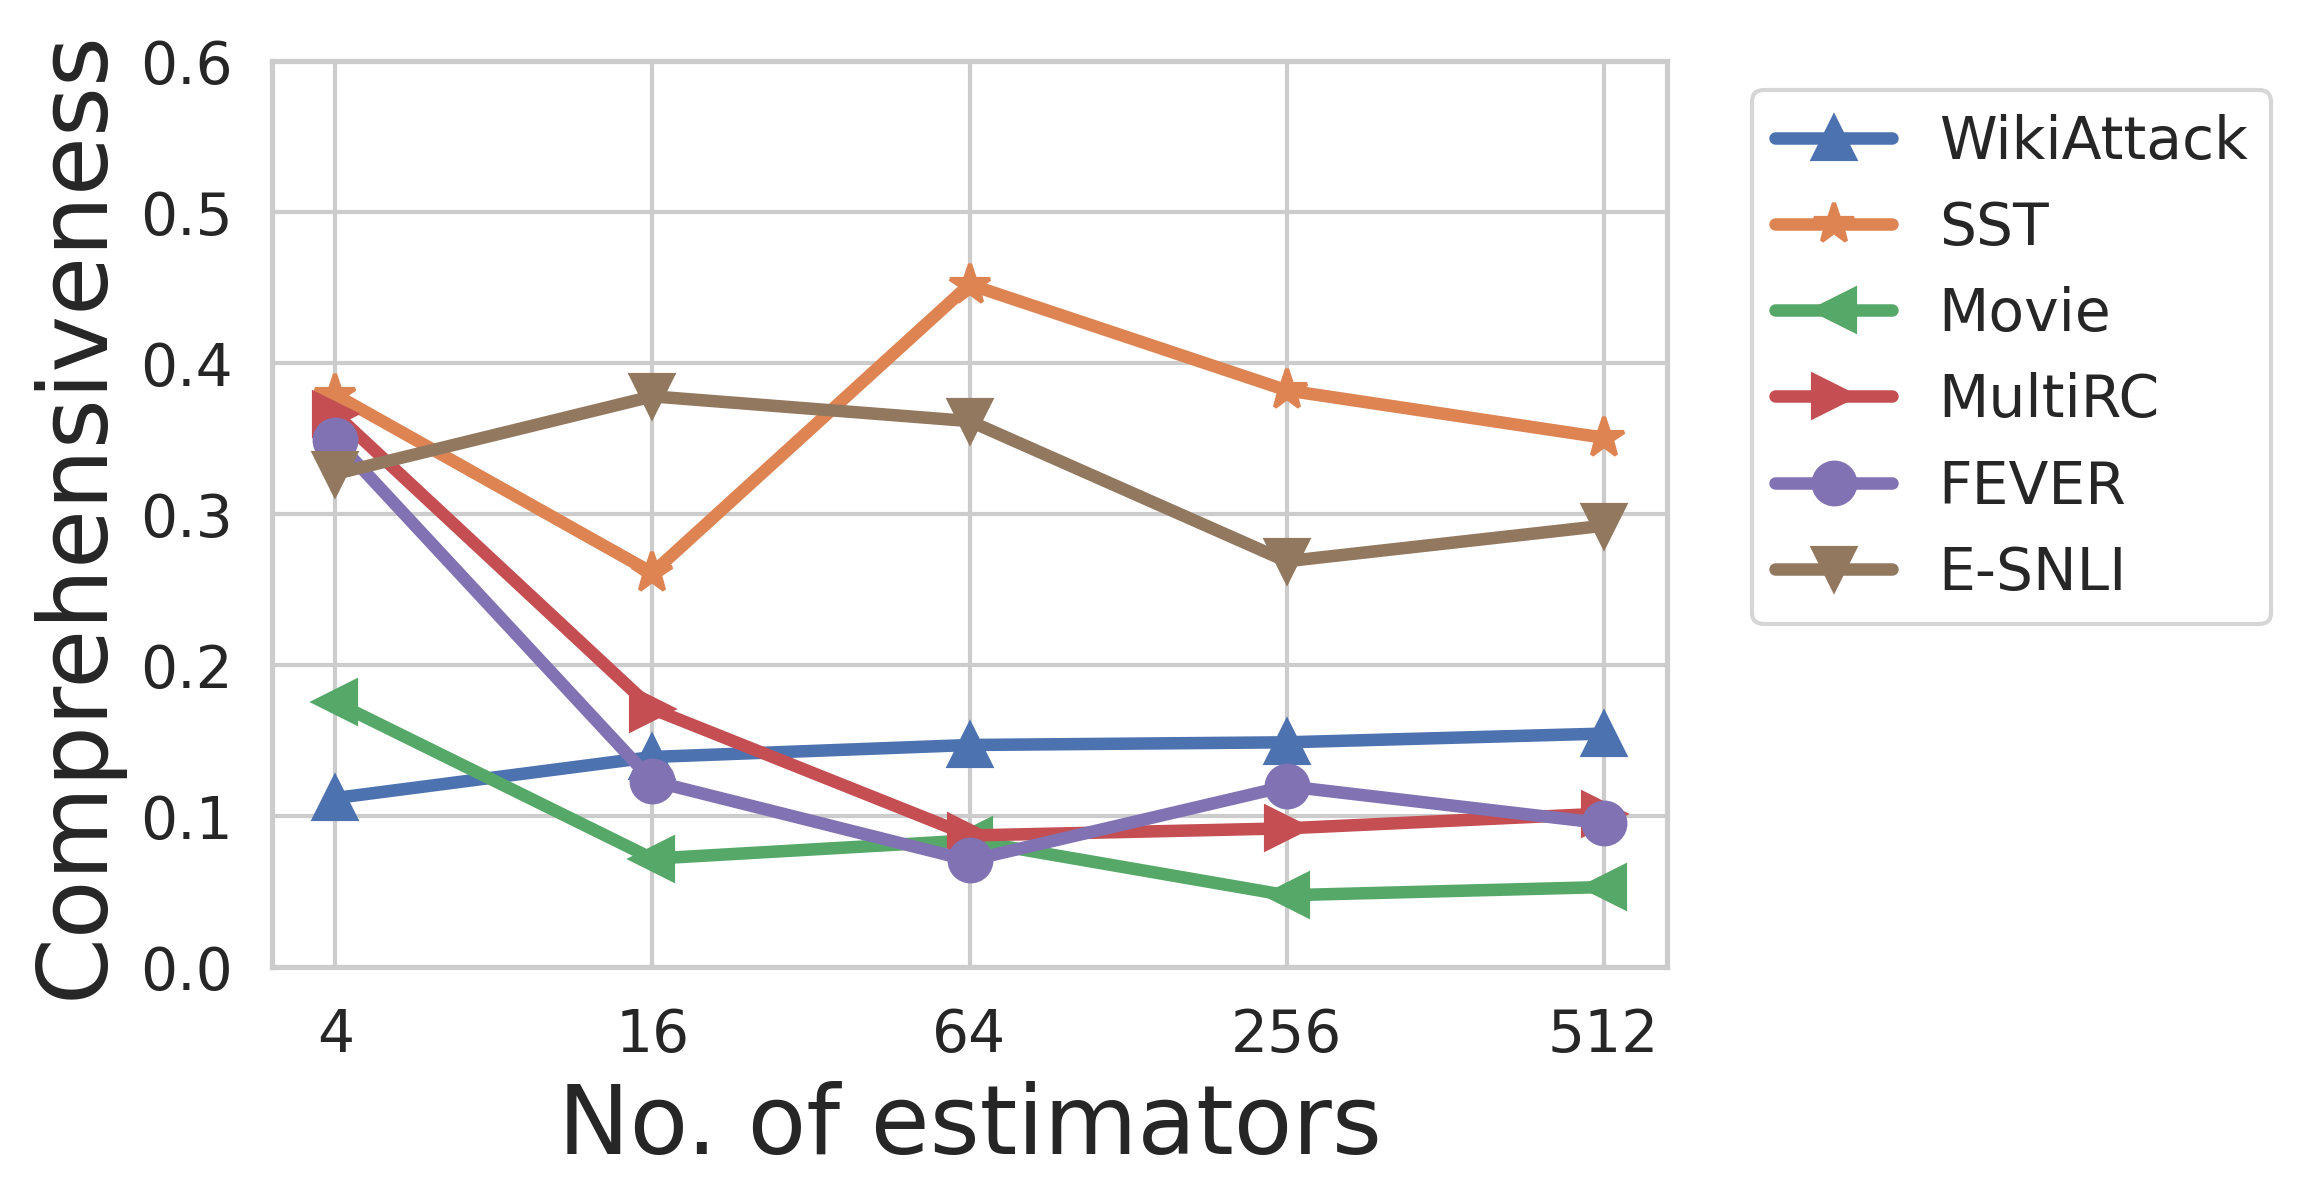 Comprehensiveness
0.6
0.5
0.4
0.3
0.2
0.1
0.0
4
16
64
256
512
No. of estimators
WikiAttack
SST
Movie
MultiRC
FEVER
E-SNLI